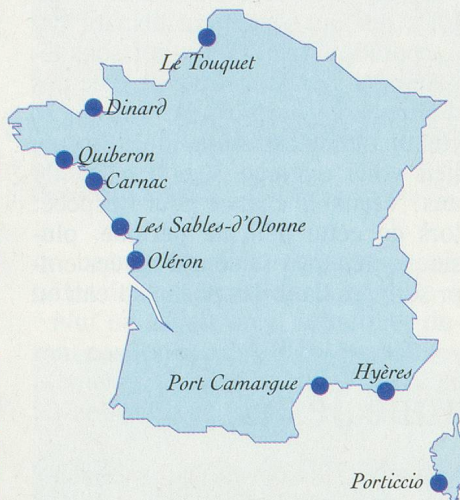 Le Touquet
Dinard
Quiberon
Carnac
Les Sables-d'Olonne
Oléron
Port Camargue
Hyères
Porticcio